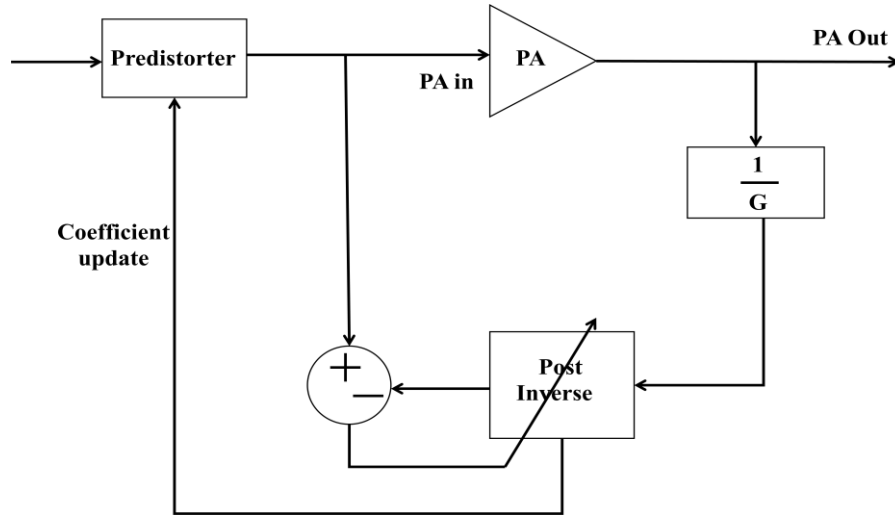 Predistorter
PA in
PA
PA Out
1
G
Coefficient
update
+
−
Post
Inverse